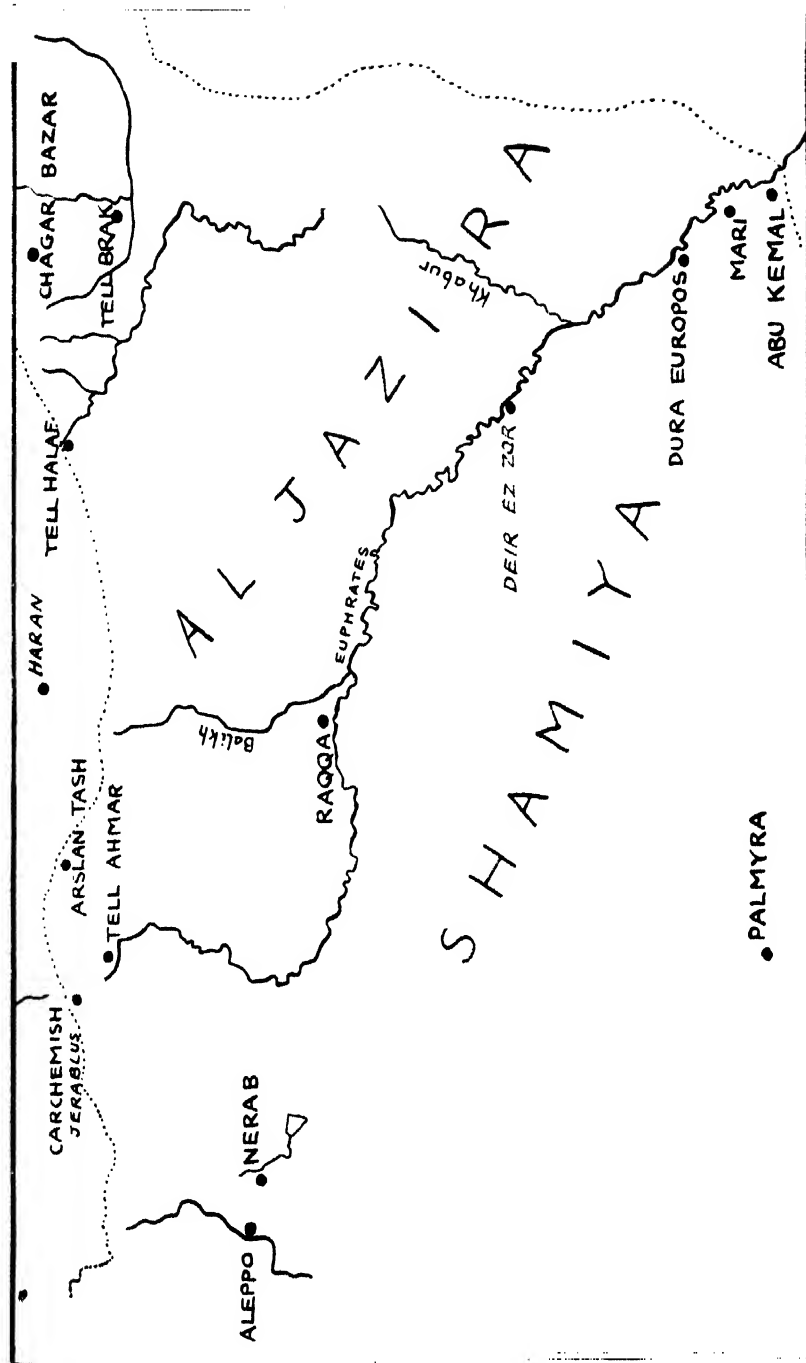 CHAGAR BAZAR
TELL BRAK
TELL HALAF
HARAN
ARSLAN TASH
TELL AHMAR
CARCHEMISH
JERABLUS
ALEPPO
NERAB
Balikh
RAQQA
EUPHRATES
AL JAZIRA
Khabur
DEIR EZ ZOR
SHAMIYA
DURA EUROPOS
MARI
ABU KEMAL
PALMYRA